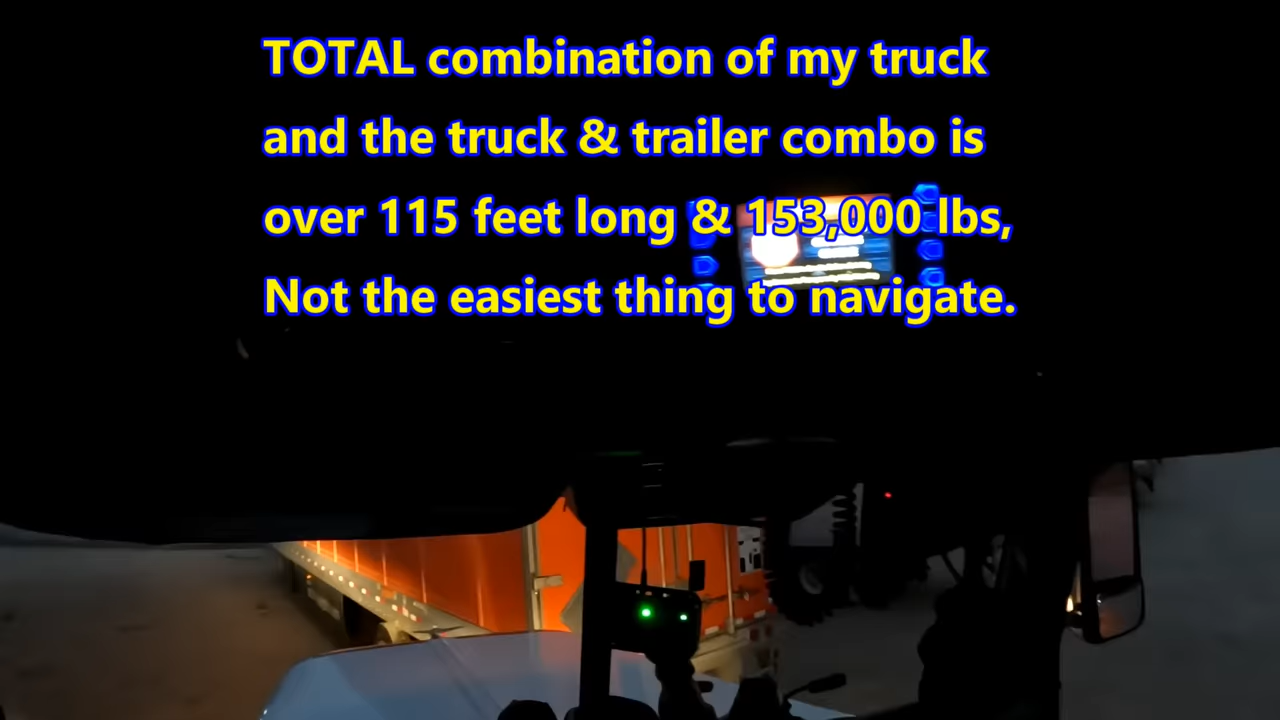 TOTAL combination of my truck
and the truck & trailer combo is
over 115 feet long & 153,000 lbs,
Not the easiest thing to navigate.